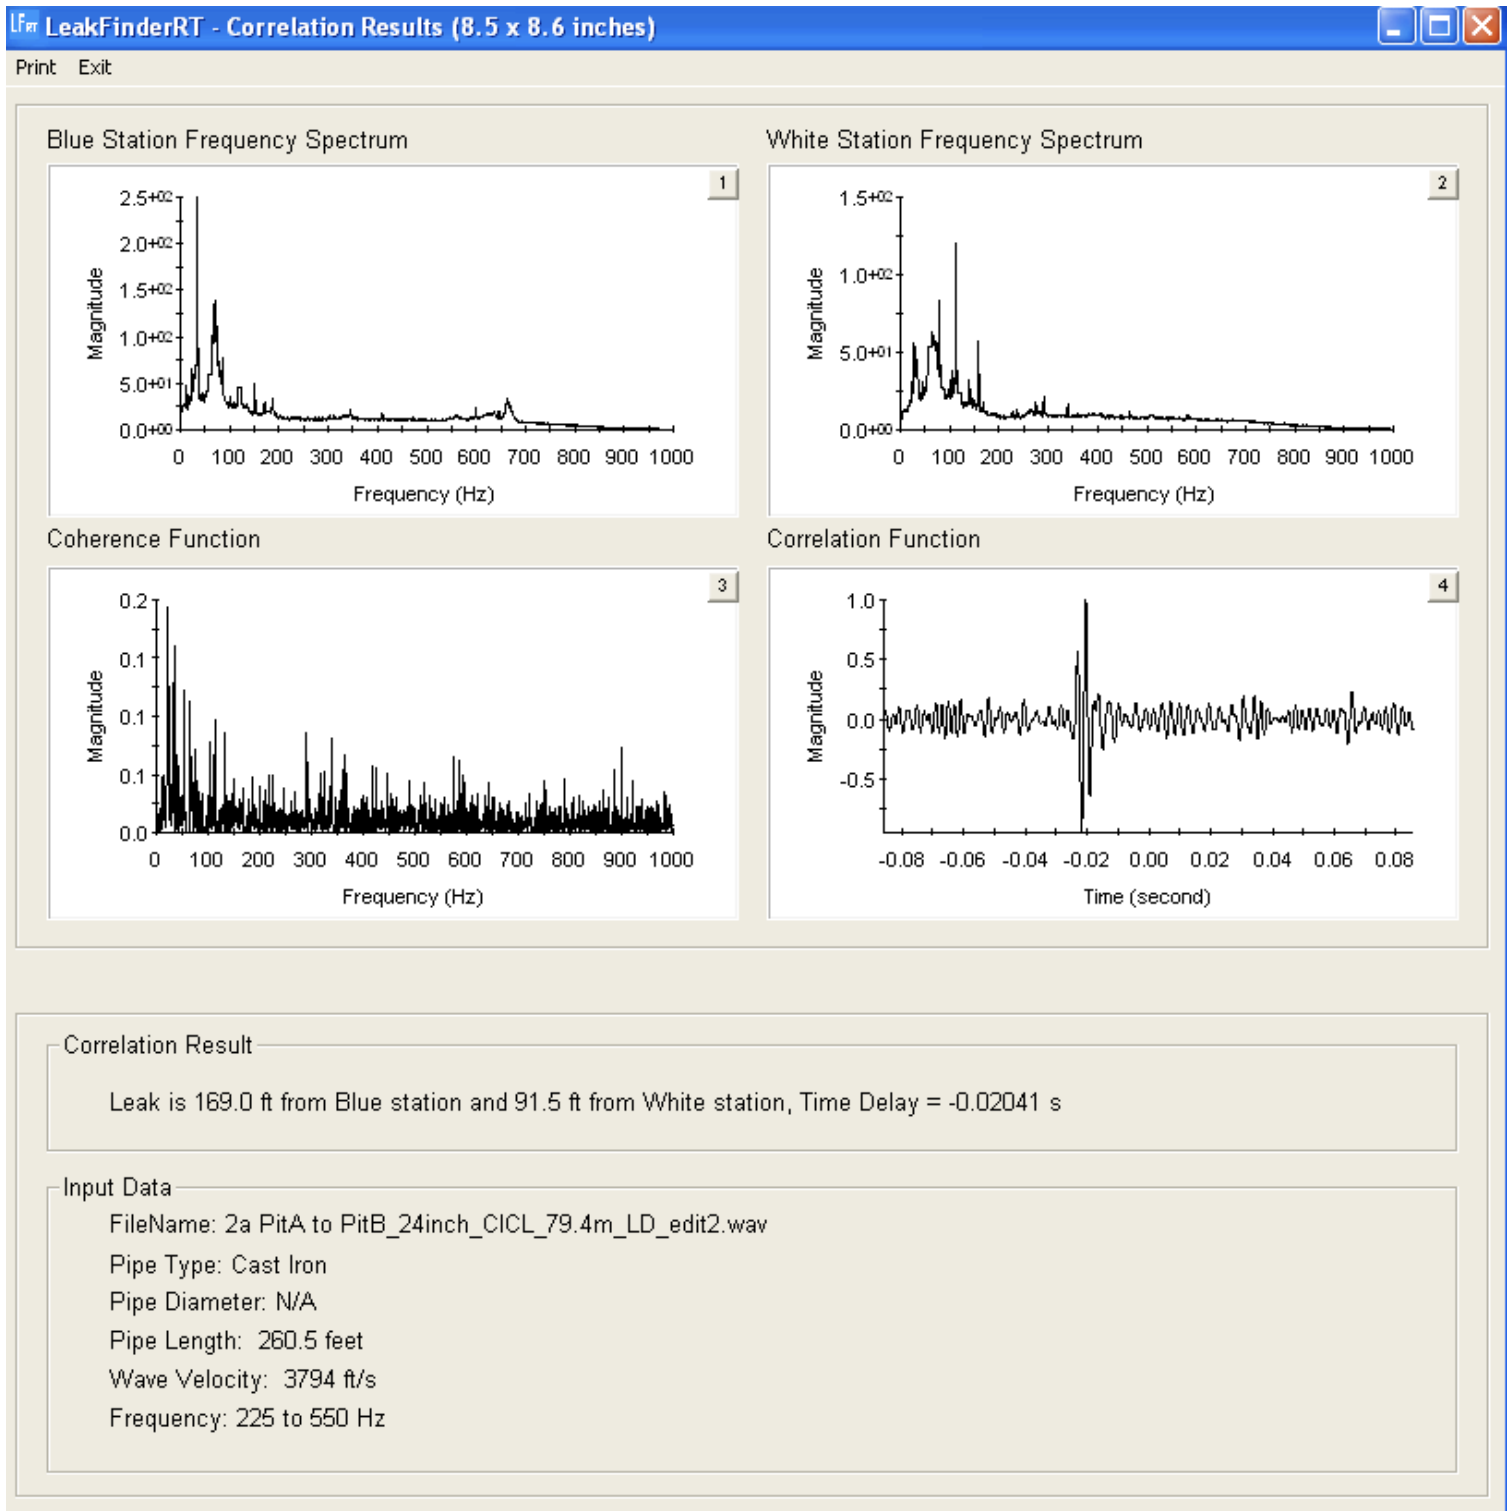 LFRT LeakFinderRT - Correlation Results (8.5 x 8.6 inches)
Print Exit
Blue Station Frequency Spectrum
1
2.5+02
2.0+02
1.5+02
1.0+02
5.0+01
0.0+00
Magnitude
0 100 200 300 400 500 600 700 800 900 1000
Frequency (Hz)
White Station Frequency Spectrum
2
1.5+02
1.0+02
5.0+01
0.0+00
Magnitude
0 100 200 300 400 500 600 700 800 900 1000
Frequency (Hz)
Coherence Function
3
0.2
0.1
0.1
0.1
0.0
Magnitude
0 100 200 300 400 500 600 700 800 900 1000
Frequency (Hz)
Correlation Function
4
1.0
0.5
0.0
-0.5
Magnitude
-0.08 -0.06 -0.04 -0.02 0.00 0.02 0.04 0.06 0.08
Time (second)
Correlation Result
Leak is 169.0 ft from Blue station and 91.5 ft from White station, Time Delay = -0.02041 s
Input Data
FileName: 2a PitA to PitB_24inch_CICL_79.4m_LD_edit2.wav
Pipe Type: Cast Iron
Pipe Diameter: N/A
Pipe Length: 260.5 feet
Wave Velocity: 3794 ft/s
Frequency: 225 to 550 Hz